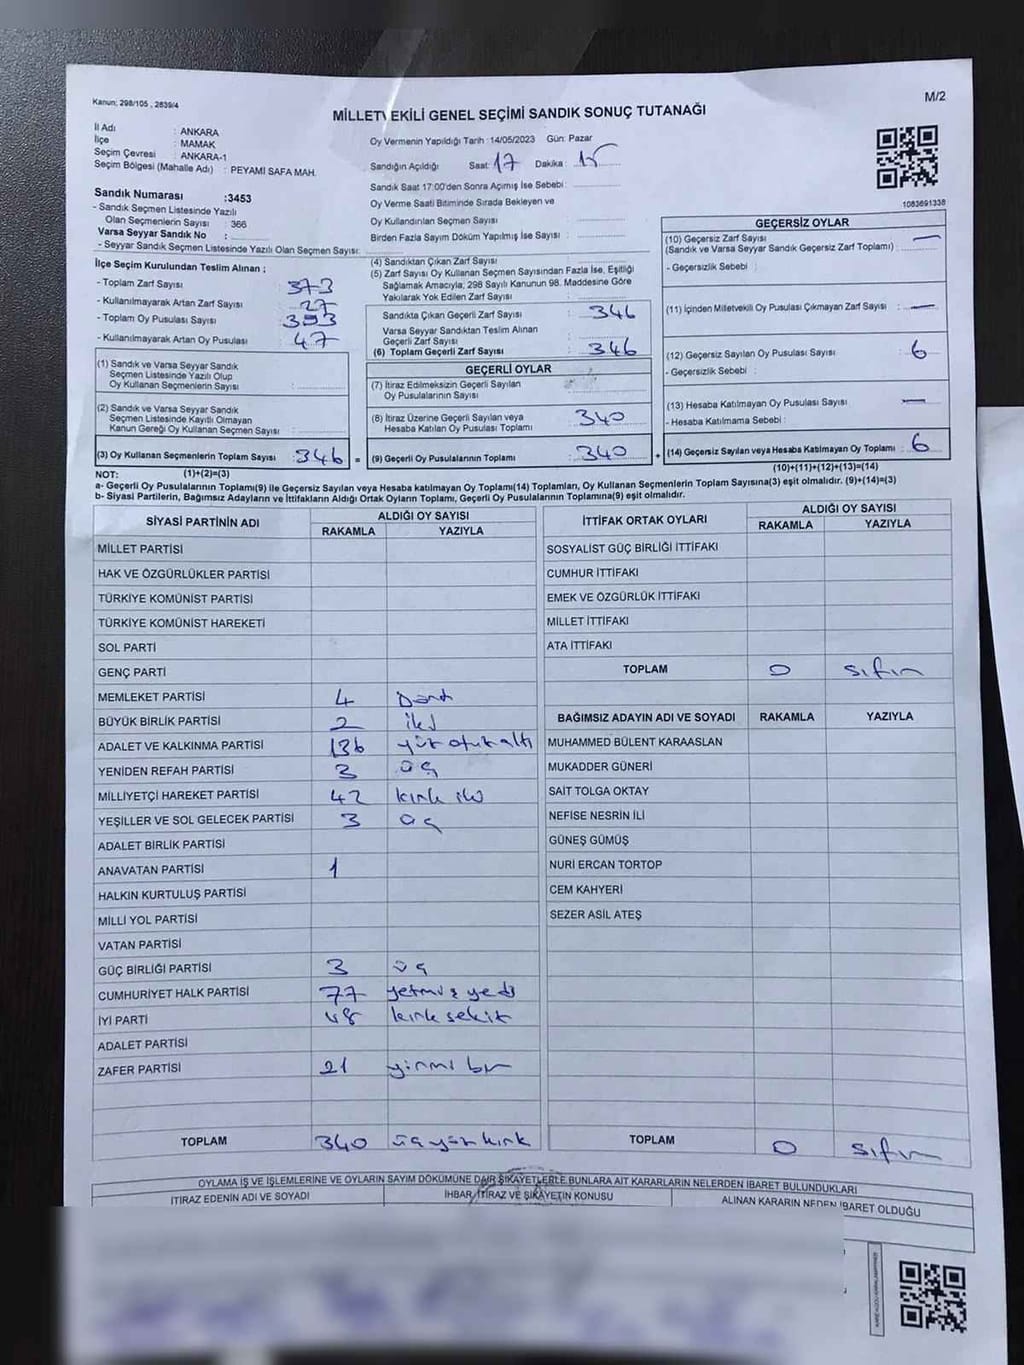 Kanun; 298/105 , 2839/4
M/2
MİLLETVEKİLİ GENEL SEÇİMİ SANDIK SONUÇ TUTANAĞI
İl Adı : ANKARA
İlçe : MAMAK
Seçim Çevresi : ANKARA-1
Seçim Bölgesi (Mahalle Adı) : PEYAMİ SAFA MAH.
Sandık Numarası :3453
- Sandık Seçmen Listesinde Yazılı
Olan Seçmenlerin Sayısı : 366
Varsa Seyyar Sandık No :
- Seyyar Sandık Seçmen Listesinde Yazılı Olan Seçmen Sayısı:
İlçe Seçim Kurulundan Teslim Alınan ;
- Toplam Zarf Sayısı : 373
- Kullanılmayarak Artan Zarf Sayısı : 27
- Toplam Oy Pusulası Sayısı : 393
- Kullanılmayarak Artan Oy Pusulası : 47
(1) Sandık ve Varsa Seyyar Sandık
Seçmen Listesinde Yazılı Olup
Oy Kullanan Seçmenlerin Sayısı :
(2) Sandık ve Varsa Seyyar Sandık
Seçmen Listesinde Kayıtlı Olmayan
Kanun Gereği Oy Kullanan Seçmen Sayısı :
(3) Oy Kullanan Seçmenlerin Toplam Sayısı : 346 =
Oy Vermenin Yapıldığı Tarih : 14/05/2023 Gün: Pazar
Sandığın Açıldığı Saat: 17 Dakika : 15
Sandık Saat 17:00'den Sonra Açımış İse Sebebi :
Oy Verme Saati Bitiminde Sırada Bekleyen ve
Oy Kullandırılan Seçmen Sayısı :
Birden Fazla Sayım Döküm Yapılmış İse Sayısı :
(4) Sandıktan Çıkan Zarf Sayısı :
(5) Zarf Sayısı Oy Kullanan Seçmen Sayısından Fazla İse, Eşitliği
Sağlamak Amacıyla; 298 Sayılı Kanunun 98. Maddesine Göre
Yakılarak Yok Edilen Zarf Sayısı :
Sandıkta Çıkan Geçerli Zarf Sayısı : 346
Varsa Seyyar Sandıktan Teslim Alınan
Geçerli Zarf Sayısı :
(6) Toplam Geçerli Zarf Sayısı : 346
GEÇERLİ OYLAR
(7) İtiraz Edilmeksizin Geçerli Sayılan
Oy Pusulalarının Sayısı :
(8) İtiraz Üzerine Geçerli Sayılan veya
Hesaba Katılan Oy Pusulası Toplamı : 340
(9) Geçerli Oy Pusulalarının Toplamı : 340 +
1083691338
GEÇERSİZ OYLAR
(10) Geçersiz Zarf Sayısı : —
(Sandık ve Varsa Seyyar Sandık Geçersiz Zarf Toplamı)
- Geçersizlik Sebebi :
(11) İçinden Milletvekili Oy Pusulası Çıkmayan Zarf Sayısı : —
(12) Geçersiz Sayılan Oy Pusulası Sayısı : 6
- Geçersizlik Sebebi :
(13) Hesaba Katılmayan Oy Pusulası Sayısı : —
- Hesaba Katılmama Sebebi :
(14) Geçersiz Sayılan veya Hesaba Katılmayan Oy Toplamı : 6
NOT: (1)+(2)=(3)
(10)+(11)+(12)+(13)=(14)
a- Geçerli Oy Pusulalarının Toplamı(9) ile Geçersiz Sayılan veya Hesaba katılmayan Oy Toplamı(14) Toplamları, Oy Kullanan Seçmenlerin Toplam Sayısına(3) eşit olmalıdır. (9)+(14)=(3)
b- Siyasi Partilerin, Bağımsız Adayların ve İttifakların Aldığı Ortak Oyların Toplamı, Geçerli Oy Pusulalarının Toplamına(9) eşit olmalıdır.
SİYASİ PARTİNİN ADI ALDIĞI OY SAYISI
RAKAMLA YAZIYLA
MİLLET PARTİSİ
HAK VE ÖZGÜRLÜKLER PARTİSİ
TÜRKİYE KOMÜNİST PARTİSİ
TÜRKİYE KOMÜNİST HAREKETİ
SOL PARTİ
GENÇ PARTİ
MEMLEKET PARTİSİ 4 Dört
BÜYÜK BİRLİK PARTİSİ 2 iki
ADALET VE KALKINMA PARTİSİ 136 yüz otuz altı
YENİDEN REFAH PARTİSİ 3 üç
MİLLİYETÇİ HAREKET PARTİSİ 42 kırk iki
YEŞİLLER VE SOL GELECEK PARTİSİ 3 üç
ADALET BİRLİK PARTİSİ
ANAVATAN PARTİSİ 1
HALKIN KURTULUŞ PARTİSİ
MİLLİ YOL PARTİSİ
VATAN PARTİSİ
GÜÇ BİRLİĞİ PARTİSİ 3 üç
CUMHURİYET HALK PARTİSİ 77 yetmiş yedi
İYİ PARTİ 48 kırk sekiz
ADALET PARTİSİ
ZAFER PARTİSİ 21 yirmi bir
TOPLAM 340 üç yüz kırk
İTTİFAK ORTAK OYLARI ALDIĞI OY SAYISI
RAKAMLA YAZIYLA
SOSYALİST GÜÇ BİRLİĞİ İTTİFAKI
CUMHUR İTTİFAKI
EMEK VE ÖZGÜRLÜK İTTİFAKI
MİLLET İTTİFAKI
ATA İTTİFAKI
TOPLAM 0 sıfır
BAĞIMSIZ ADAYIN ADI VE SOYADI RAKAMLA YAZIYLA
MUHAMMED BÜLENT KARAASLAN
MUKADDER GÜNERİ
SAİT TOLGA OKTAY
NEFİSE NESRİN İLİ
GÜNEŞ GÜMÜŞ
NURİ ERCAN TORTOP
CEM KAHYERİ
SEZER ASİL ATEŞ
TOPLAM 0 sıfır
OYLAMA İŞ VE İŞLEMLERİNE VE OYLARIN SAYIM DÖKÜMÜNE DAİR ŞİKAYETLERLE BUNLARA AİT KARARLARIN NELERDEN İBARET BULUNDUKLARI
İTİRAZ EDENİN ADI VE SOYADI İHBAR, İTİRAZ VE ŞİKAYETİN KONUSU ALINAN KARARIN NEDEN İBARET OLDUĞU